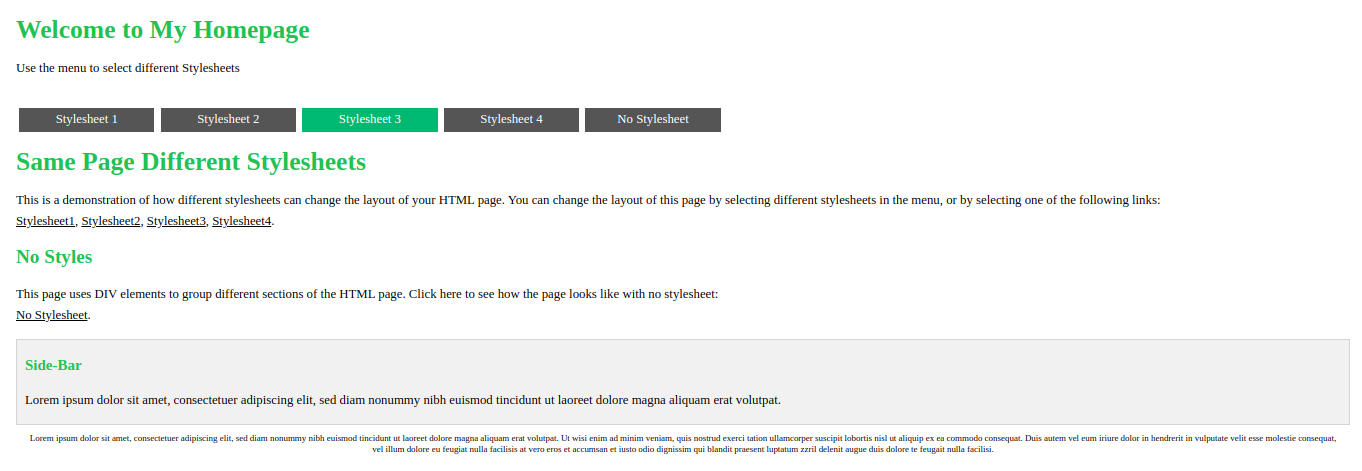 Welcome to My Homepage
Use the menu to select different Stylesheets
Stylesheet 1 Stylesheet 2 Stylesheet 3 Stylesheet 4 No Stylesheet
Same Page Different Stylesheets
This is a demonstration of how different stylesheets can change the layout of your HTML page. You can change the layout of this page by selecting different stylesheets in the menu, or by selecting one of the following links:
Stylesheet1, Stylesheet2, Stylesheet3, Stylesheet4.
No Styles
This page uses DIV elements to group different sections of the HTML page. Click here to see how the page looks like with no stylesheet:
No Stylesheet.
Side-Bar
Lorem ipsum dolor sit amet, consectetuer adipiscing elit, sed diam nonummy nibh euismod tincidunt ut laoreet dolore magna aliquam erat volutpat.
Lorem ipsum dolor sit amet, consectetuer adipiscing elit, sed diam nonummy nibh euismod tincidunt ut laoreet dolore magna aliquam erat volutpat. Ut wisi enim ad minim veniam, quis nostrud exerci tation ullamcorper suscipit lobortis nisl ut aliquip ex ea commodo consequat. Duis autem vel eum iriure dolor in hendrerit in vulputate velit esse molestie consequat,
vel illum dolore eu feugiat nulla facilisis at vero eros et accumsan et iusto odio dignissim qui blandit praesent luptatum zzril delenit augue duis dolore te feugait nulla facilisi.